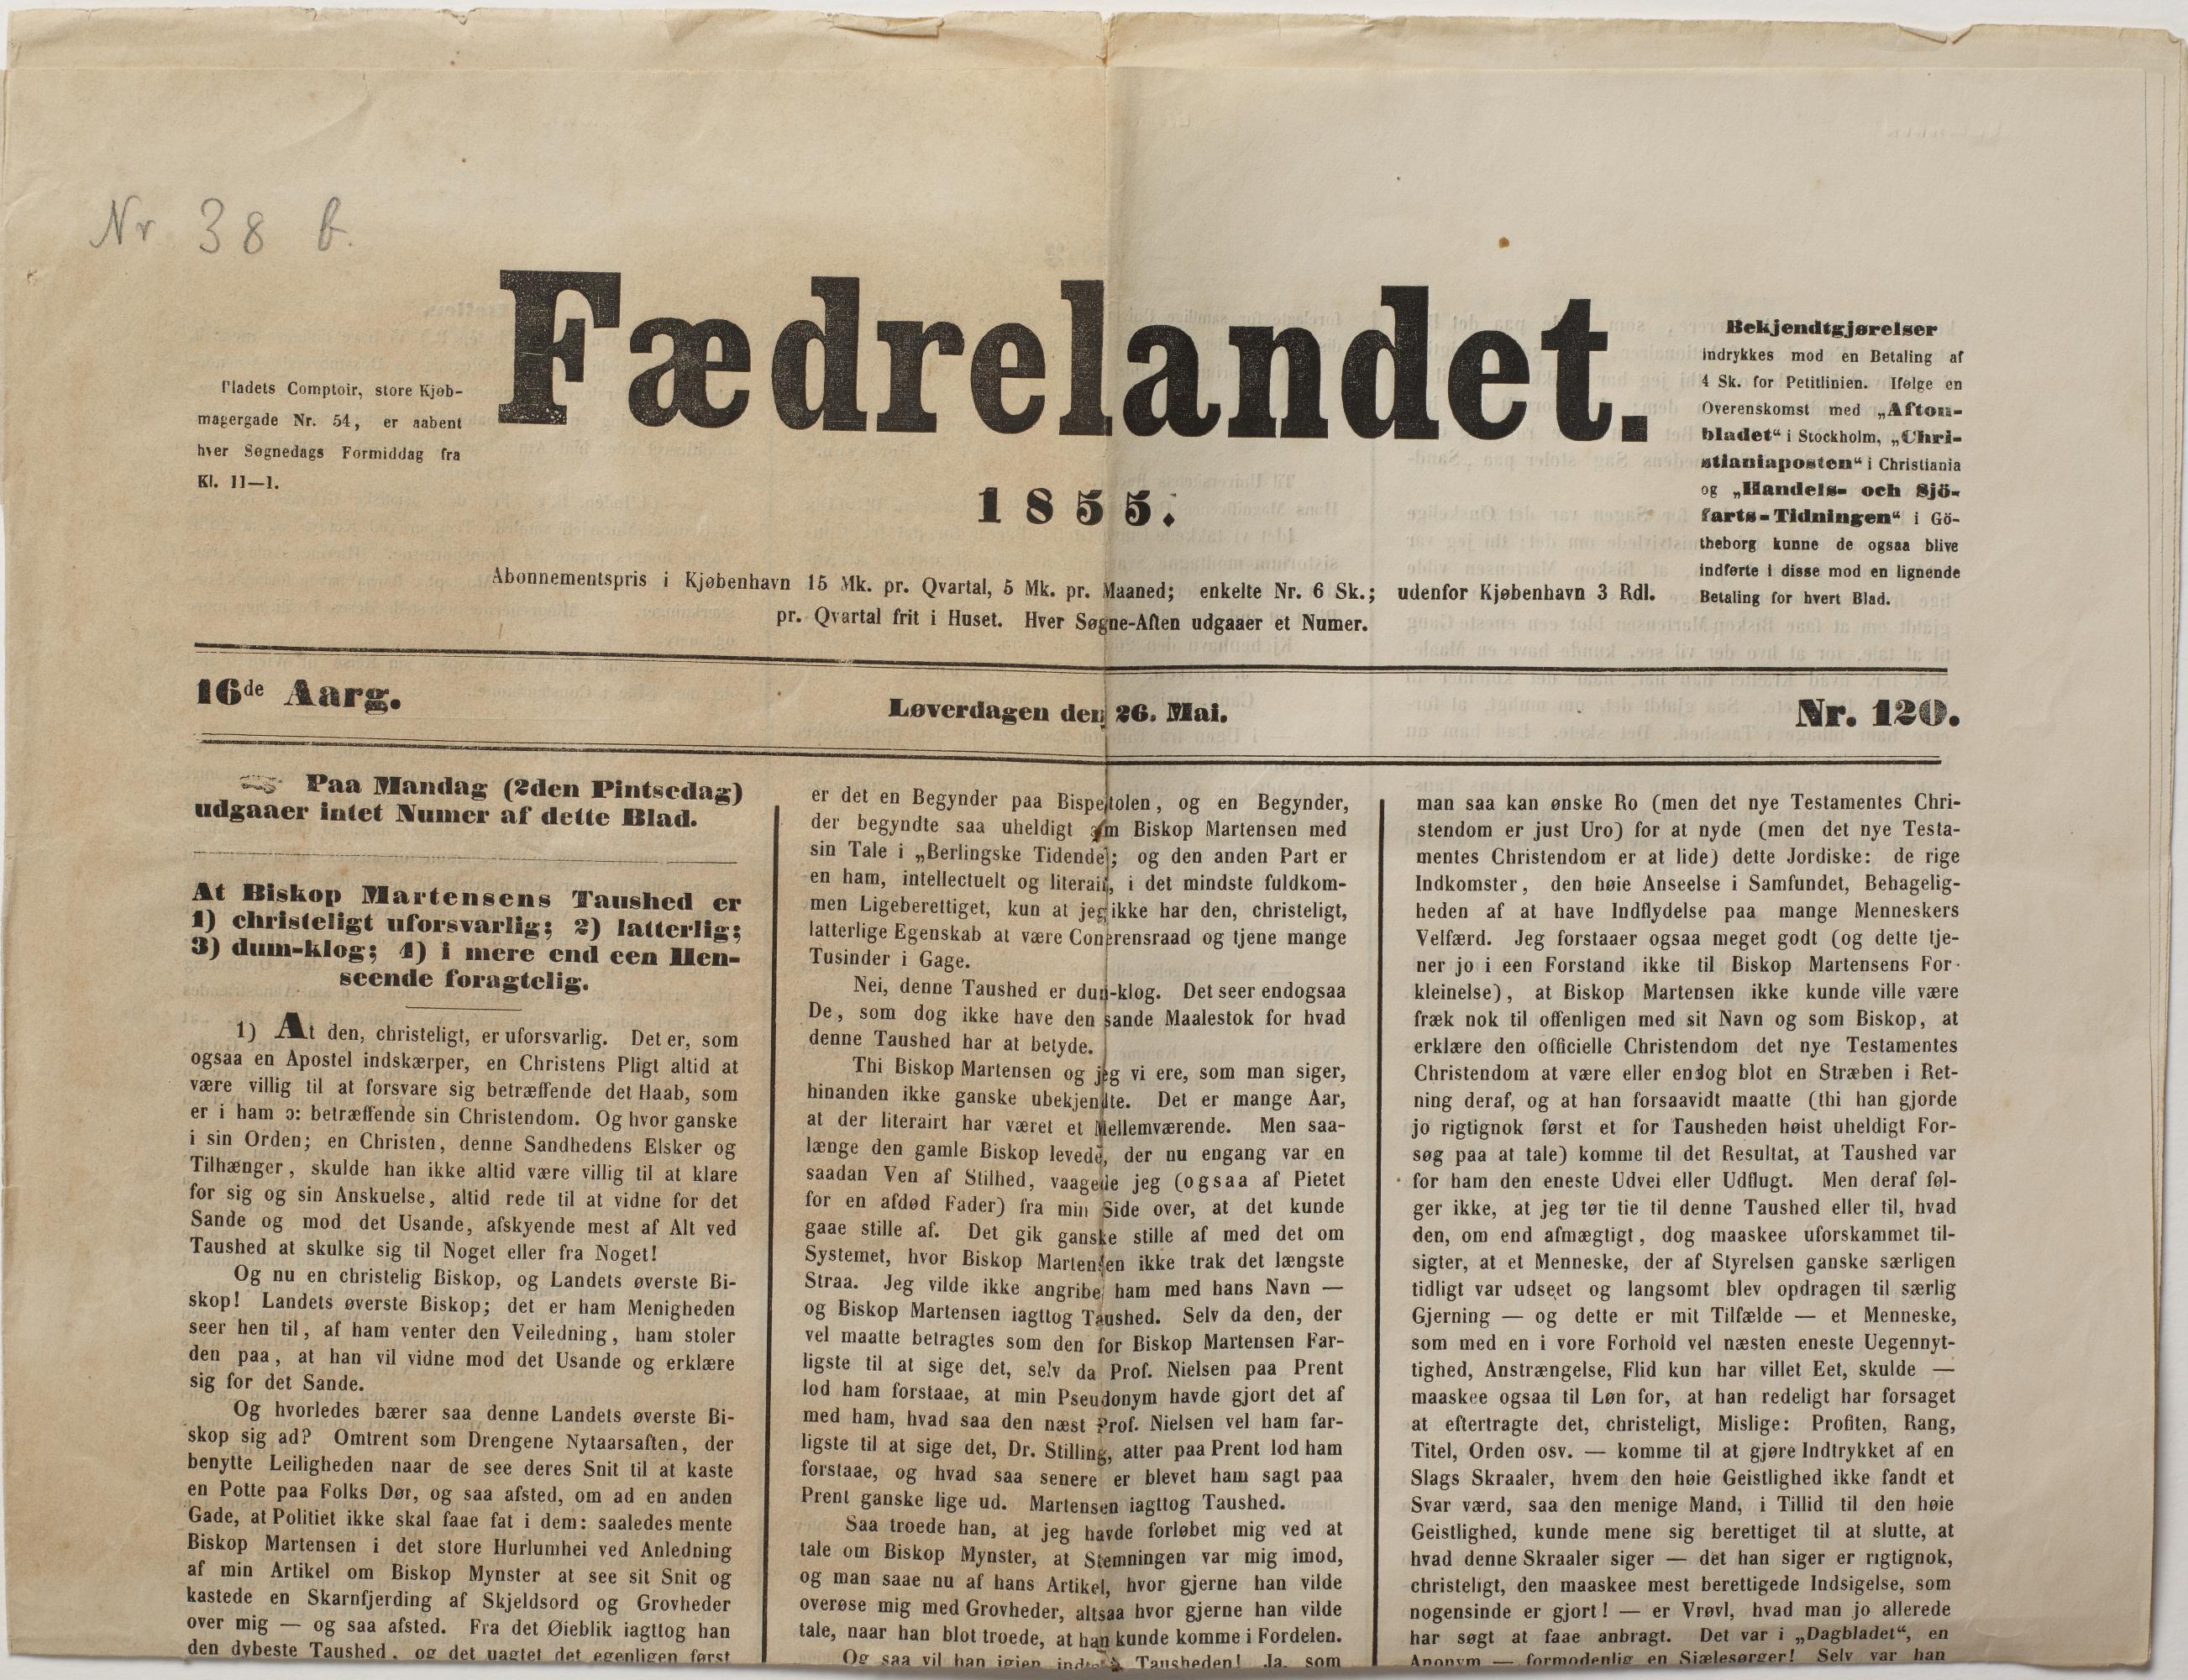 Nr 38 b.
Bladets Comptoir, store Kjøb-
magergade Nr. 54, er aabent
hver Søgnedags Formiddag fra
Kl. 11—1.
Fædrelandet.
1855.
Abonnementspris i Kjøbenhavn 15 Mk. pr. Qvartal, 5 Mk. pr. Maaned; enkelte Nr. 6 Sk.; udenfor Kjøbenhavn 3 Rdl.
pr. Qvartal frit i Huset. Hver Søgne-Aften udgaaer et Numer.
Bekjendtgjørelser
indrykkes mod en Betaling af
4 Sk. for Petitlinien. Ifølge en
Overenskomst med „Afton-
bladet“ i Stockholm, „Chri-
stianiaposten“ i Christiania
og „Handels- och Sjö-
farts-Tidningen“ i Gö-
theborg kunne de ogsaa blive
indførte i disse mod en lignende
Betaling for hvert Blad.
16de Aarg.
Løverdagen den 26. Mai.
Nr. 120.
☞ Paa Mandag (2den Pintsedag)
udgaaer intet Numer af dette Blad.
At Biskop Martensens Taushed er
1) christeligt uforsvarlig; 2) latterlig;
3) dum-klog; 4) i mere end een Hen-
seende foragtelig.
1) At den, christeligt, er uforsvarlig. Det er, som
ogsaa en Apostel indskærper, en Christens Pligt altid at
være villig til at forsvare sig betræffende det Haab, som
er i ham ɔ: betræffende sin Christendom. Og hvor ganske
i sin Orden; en Christen, denne Sandhedens Elsker og
Tilhænger, skulde han ikke altid være villig til at klare
for sig og sin Anskuelse, altid rede til at vidne for det
Sande og mod det Usande, afskyende mest af Alt ved
Taushed at skulke sig til Noget eller fra Noget!
Og nu en christelig Biskop, og Landets øverste Bi-
skop! Landets øverste Biskop; det er ham Menigheden
seer hen til, af ham venter den Veiledning, ham stoler
den paa, at han vil vidne mod det Usande og erklære
sig for det Sande.
Og hvorledes bærer saa denne Landets øverste Bi-
skop sig ad? Omtrent som Drengene Nytaarsaften, der
benytte Leiligheden naar de see deres Snit til at kaste
en Potte paa Folks Dør, og saa afsted, om ad en anden
Gade, at Politiet ikke skal faae fat i dem: saaledes mente
Biskop Martensen i det store Hurlumhei ved Anledning
af min Artikel om Biskop Mynster at see sit Snit og
kastede en Skarnfjerding af Skjeldsord og Grovheder
over mig — og saa afsted. Fra det Øieblik iagttog han
den dybeste Taushed, og det uagtet det egenligen først
er det en Begynder paa Bispestolen, og en Begynder,
der begyndte saa uheldigt som Biskop Martensen med
sin Tale i „Berlingske Tidende“; og den anden Part er
en ham, intellectuelt og literairt, i det mindste fuldkom-
men Ligeberettiget, kun at jeg ikke har den, christeligt,
latterlige Egenskab at være Conferensraad og tjene mange
Tusinder i Gage.
Nei, denne Taushed er dum-klog. Det seer endogsaa
De, som dog ikke have den sande Maalestok for hvad
denne Taushed har at betyde.
Thi Biskop Martensen og jeg vi ere, som man siger,
hinanden ikke ganske ubekjendte. Det er mange Aar,
at der literairt har været et Mellemværende. Men saa-
længe den gamle Biskop levede, der nu engang var en
saadan Ven af Stilhed, vaagede jeg (ogsaa af Pietet
for en afdød Fader) fra min Side over, at det kunde
gaae stille af. Det gik ganske stille af med det om
Systemet, hvor Biskop Martensen ikke trak det længste
Straa. Jeg vilde ikke angribe ham med hans Navn —
og Biskop Martensen iagttog Taushed. Selv da den, der
vel maatte betragtes som den for Biskop Martensen Far-
ligste til at sige det, selv da Prof. Nielsen paa Prent
lod ham forstaae, at min Pseudonym havde gjort det af
med ham, hvad saa den næst Prof. Nielsen vel ham far-
ligste til at sige det, Dr. Stilling, atter paa Prent lod ham
forstaae, og hvad saa senere er blevet ham sagt paa
Prent ganske lige ud. Martensen iagttog Taushed.
Saa troede han, at jeg havde forløbet mig ved at
tale om Biskop Mynster, at Stemningen var mig imod,
og man saae nu af hans Artikel, hvor gjerne han vilde
overøse mig med Grovheder, altsaa hvor gjerne han vilde
tale, naar han blot troede, at han kunde komme i Fordelen.
Og saa vil han igjen Tausheden! Ja, som
man saa kan ønske Ro (men det nye Testamentes Chri-
stendom er just Uro) for at nyde (men det nye Testa-
mentes Christendom er at lide) dette Jordiske: de rige
Indkomster, den høie Anseelse i Samfundet, Behagelig-
heden af at have Indflydelse paa mange Menneskers
Velfærd. Jeg forstaaer ogsaa meget godt (og dette tje-
ner jo i een Forstand ikke til Biskop Martensens For-
kleinelse), at Biskop Martensen ikke kunde ville være
fræk nok til offenligen med sit Navn og som Biskop, at
erklære den officielle Christendom det nye Testamentes
Christendom at være eller endog blot en Stræben i Ret-
ning deraf, og at han forsaavidt maatte (thi han gjorde
jo rigtignok først et for Tausheden høist uheldigt For-
søg paa at tale) komme til det Resultat, at Taushed var
for ham den eneste Udvei eller Udflugt. Men deraf føl-
ger ikke, at jeg tør tie til denne Taushed eller til, hvad
den, om end afmægtigt, dog maaskee uforskammet til-
sigter, at et Menneske, der af Styrelsen ganske særligen
tidligt var udseet og langsomt blev opdragen til særlig
Gjerning — og dette er mit Tilfælde — et Menneske,
som med en i vore Forhold vel næsten eneste Uegennyt-
tighed, Anstrængelse, Flid kun har villet Eet, skulde —
maaskee ogsaa til Løn for, at han redeligt har forsaget
at eftertragte det, christeligt, Mislige: Profiten, Rang,
Titel, Orden osv. — komme til at gjøre Indtrykket af en
Slags Skraaler, hvem den høie Geistlighed ikke fandt et
Svar værd, saa den menige Mand, i Tillid til den høie
Geistlighed, kunde mene sig berettiget til at slutte, at
hvad denne Skraaler siger — det han siger er rigtignok,
christeligt, den maaskee mest berettigede Indsigelse, som
nogensinde er gjort! — er Vrøvl, hvad man jo allerede
har søgt at faae anbragt. Det var i „Dagbladet“, en
Anonym — formodenlig en Sjælesørger! Selv var han